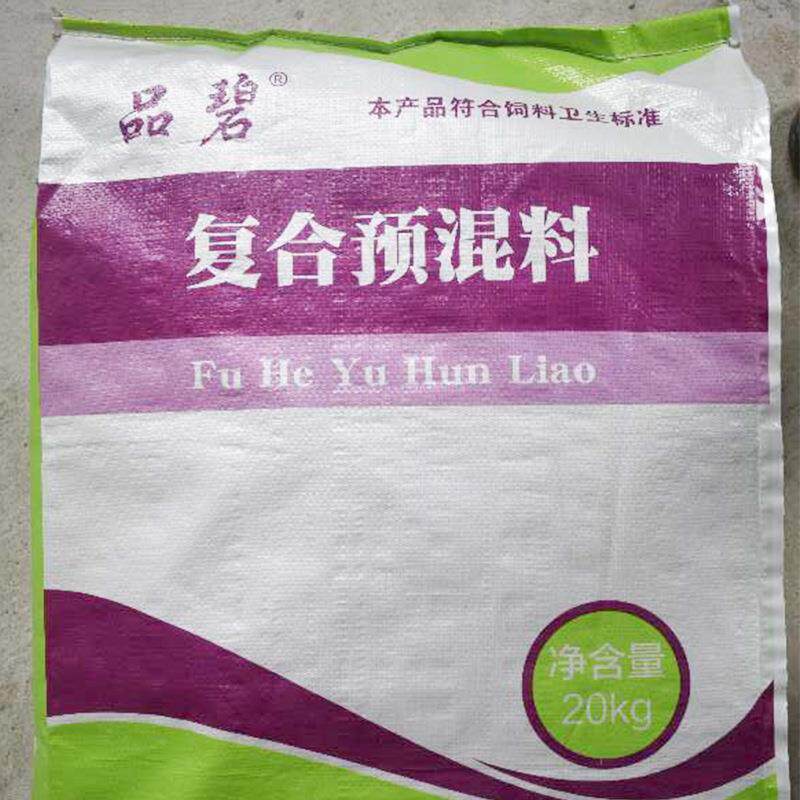 品碧®
本产品符合饲料卫生标准
复合预混料
Fu He Yu Hun Liao
净含量
20kg